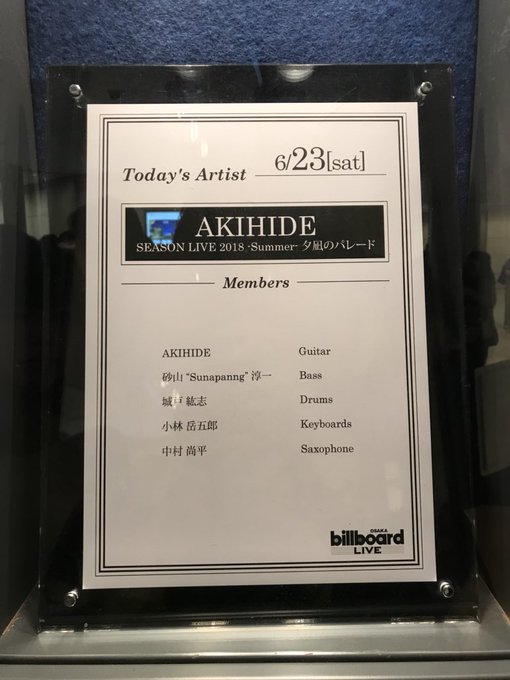 Today's Artist 6/23[sat]
AKIHIDE
SEASON LIVE 2018 -Summer- 夕凪のパレード
Members
AKIHIDE Guitar
砂山 “Sunapanng” 淳一 Bass
城戸 紘志 Drums
小林 岳五郎 Keyboards
中村 尚平 Saxophone
OSAKA
billboard
LIVE